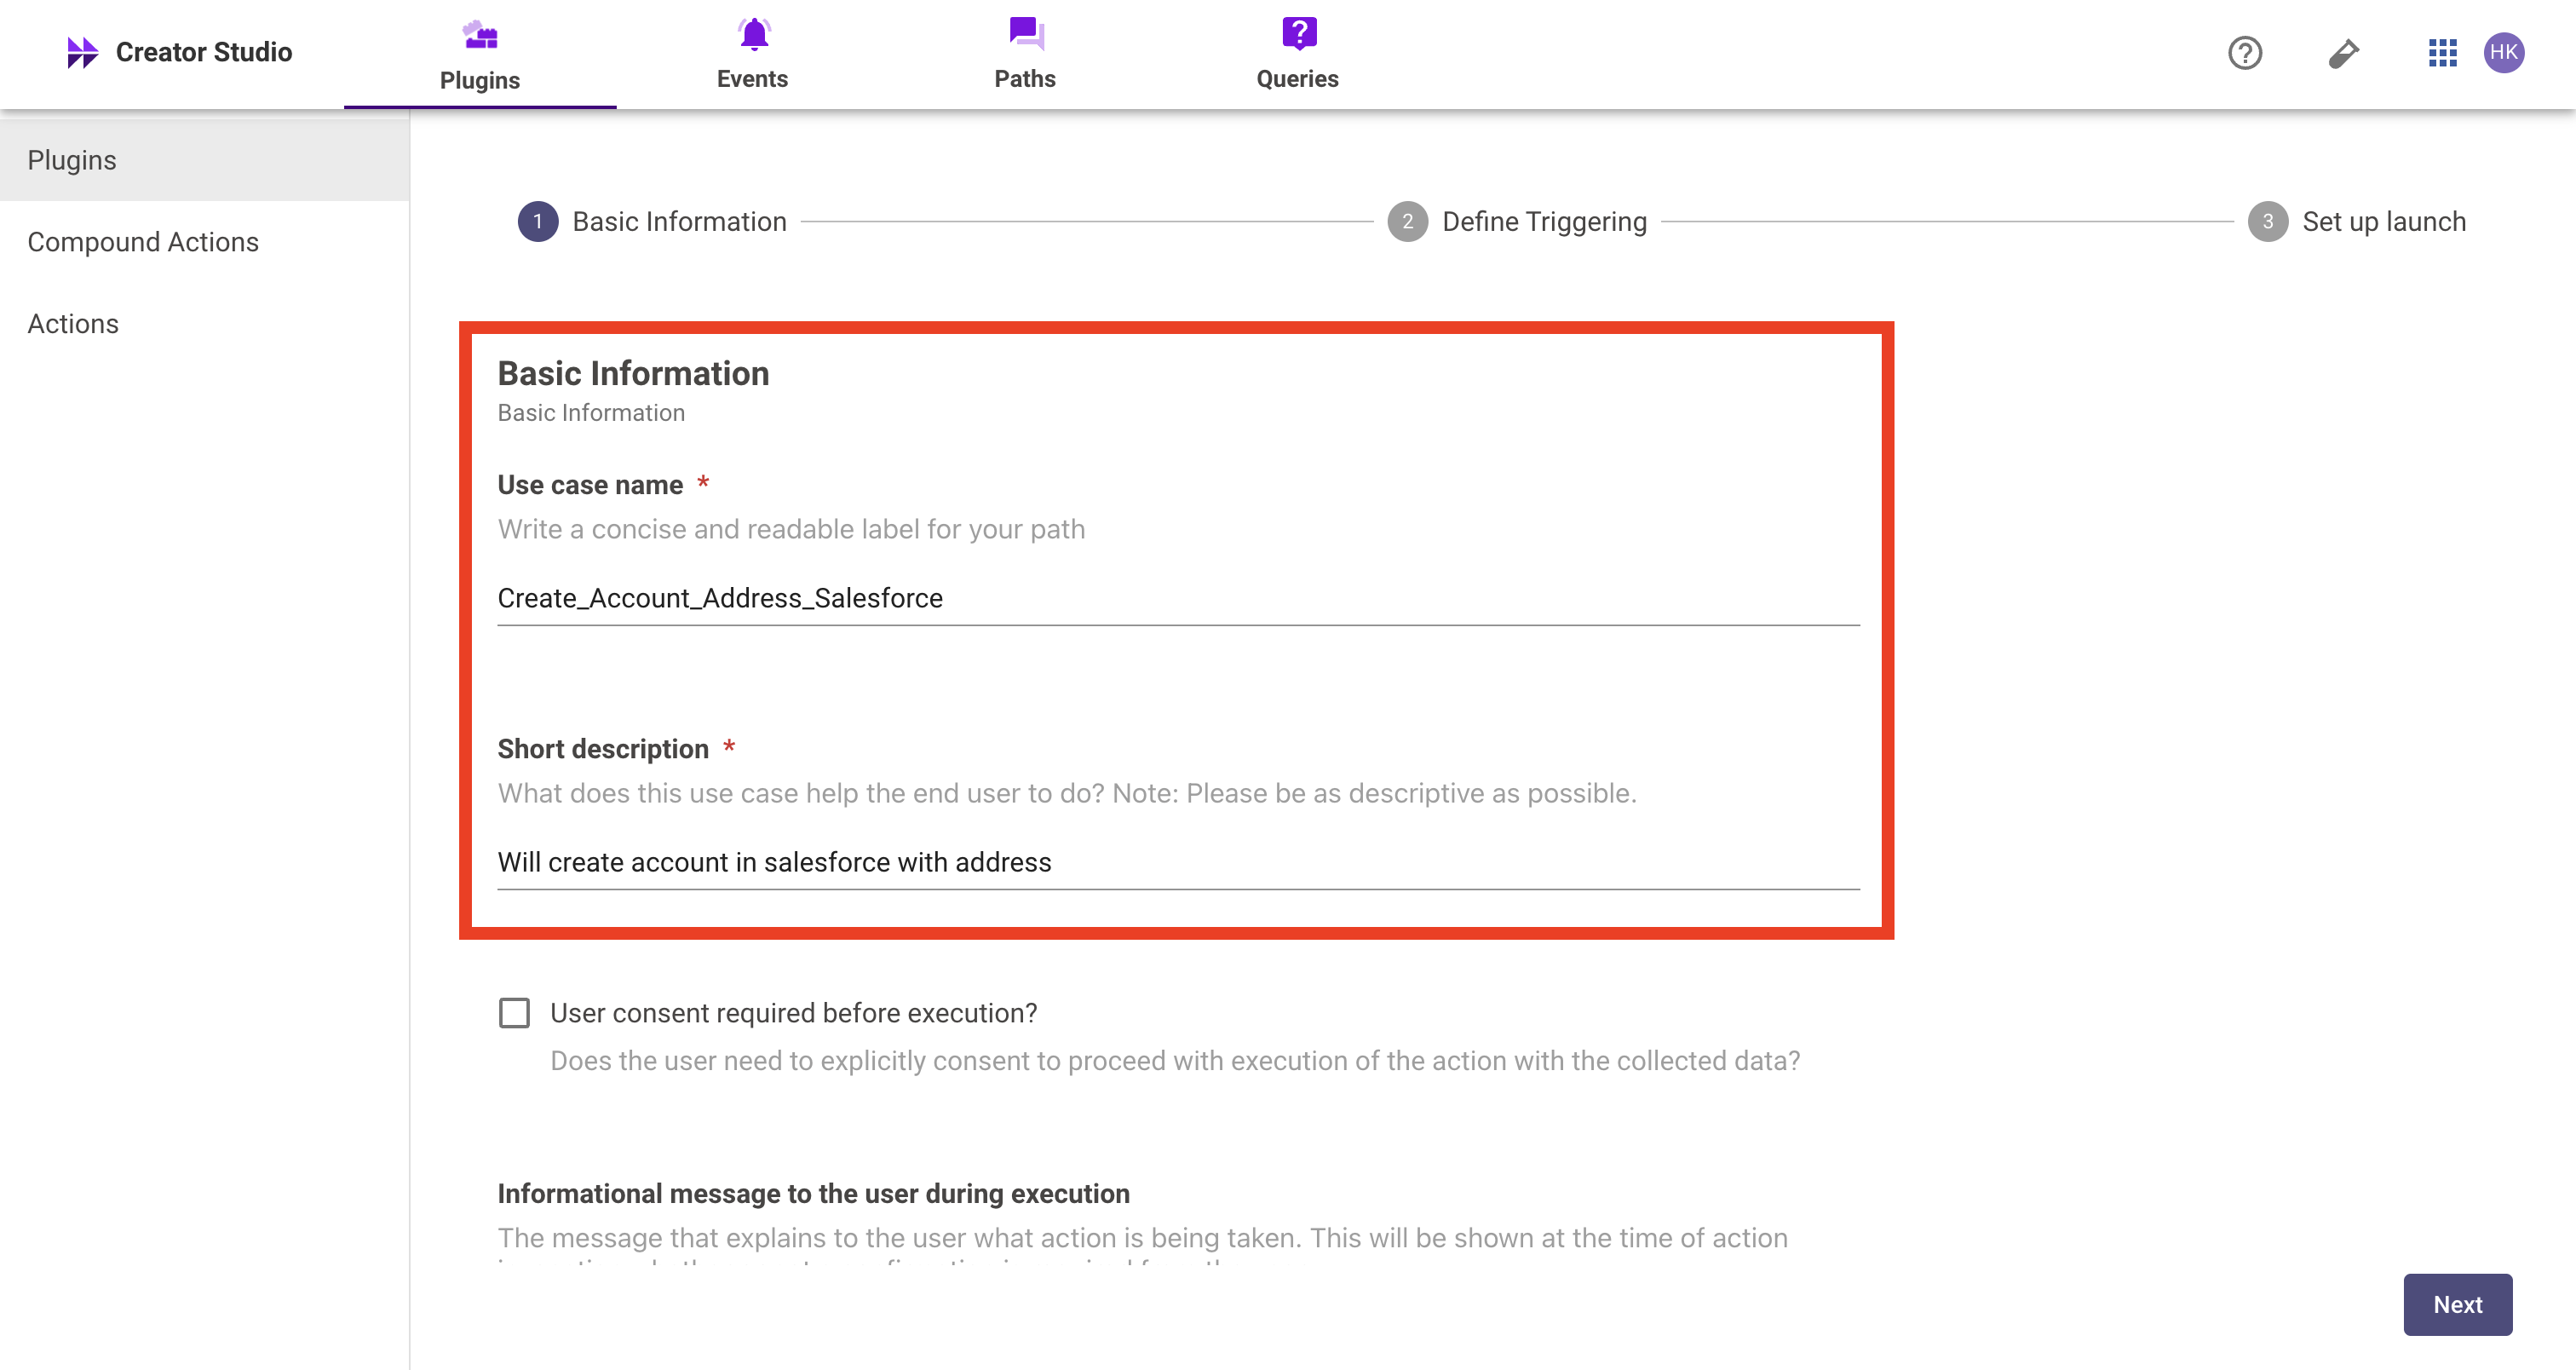 Creator Studio
Plugins
Events
Paths
Queries
?
HK
Plugins
Compound Actions
Actions
1 Basic Information
2 Define Triggering
3 Set up launch
Basic Information
Basic Information
Use case name *
Write a concise and readable label for your path
Create_Account_Address_Salesforce
Short description *
What does this use case help the end user to do? Note: Please be as descriptive as possible.
Will create account in salesforce with address
User consent required before execution?
Does the user need to explicitly consent to proceed with execution of the action with the collected data?
Informational message to the user during execution
The message that explains to the user what action is being taken. This will be shown at the time of action
Next